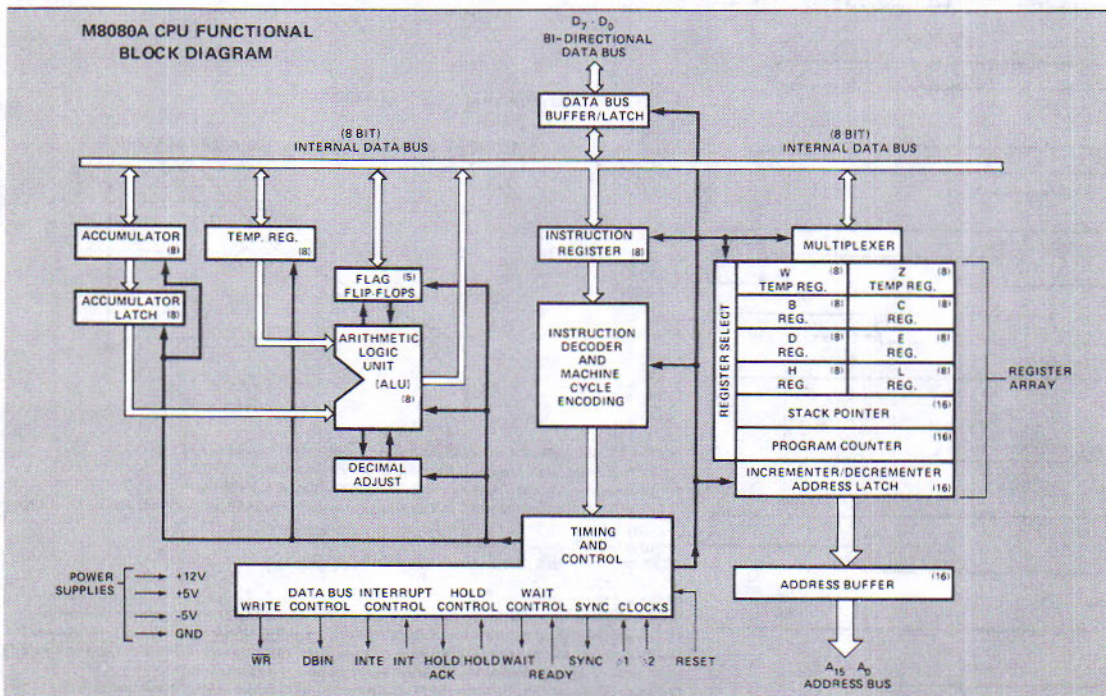 M8080A CPU FUNCTIONAL
BLOCK DIAGRAM
D7 - D0
BI-DIRECTIONAL
DATA BUS
DATA BUS
BUFFER/LATCH
(8 BIT)
INTERNAL DATA BUS
(8 BIT)
INTERNAL DATA BUS
ACCUMULATOR
(8)
TEMP. REG.
(8)
INSTRUCTION
REGISTER (8)
MULTIPLEXER
ACCUMULATOR
LATCH (8)
FLAG (5)
FLIP-FLOPS
ARITHMETIC
LOGIC
UNIT
(ALU)
(8)
DECIMAL
ADJUST
INSTRUCTION
DECODER
AND
MACHINE
CYCLE
ENCODING
REGISTER SELECT
W (8)
TEMP REG.
Z (8)
TEMP REG.
B (8)
REG.
C (8)
REG.
D (8)
REG.
E (8)
REG.
H (8)
REG.
L (8)
REG.
STACK POINTER (16)
PROGRAM COUNTER (16)
INCREMENTER/DECREMENTER
ADDRESS LATCH (16)
REGISTER
ARRAY
TIMING
AND
CONTROL
ADDRESS BUFFER (16)
POWER
SUPPLIES
+12V
+5V
-5V
GND
WRITE
DATA BUS
CONTROL
INTERRUPT
CONTROL
HOLD
CONTROL
WAIT
CONTROL
SYNC
CLOCKS
WR
DBIN
INTE
INT
HOLD
ACK
HOLD
WAIT
READY
SYNC
1
2
RESET
A15 - A0
ADDRESS BUS